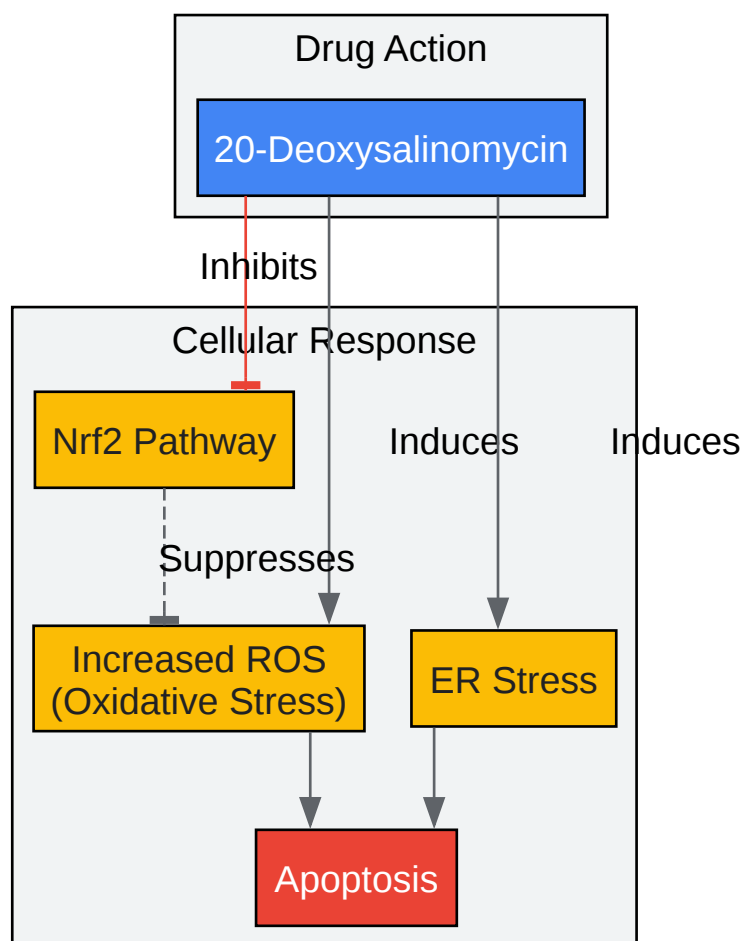 Drug Action
20-Deoxysalinomycin
Inhibits
Cellular Response
Nrf2 Pathway
Induces
Induces
Suppresses
Increased ROS
(Oxidative Stress)
ER Stress
Apoptosis